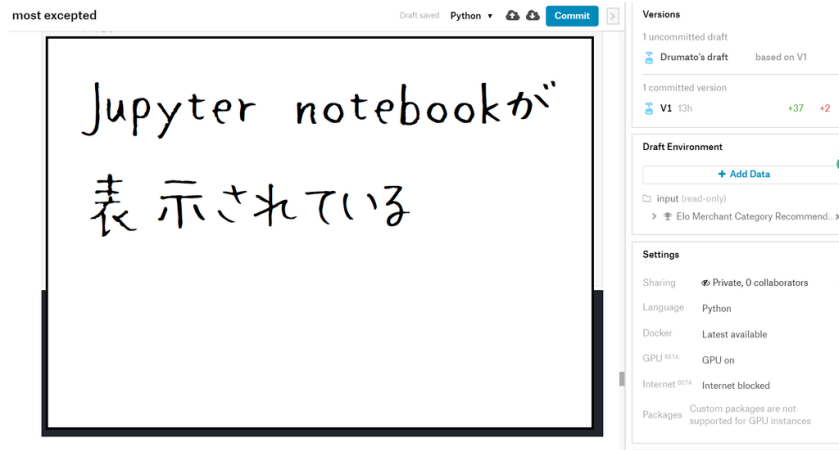 most excepted
Draft saved
Python
Commit
Jupyter notebookが
表示されている
Versions
1 uncommitted draft
Drumato's draft based on V1
1 committed version
V1 13h +37 +2
Draft Environment
+ Add Data
input (read-only)
Elo Merchant Category Recommend...
Settings
Sharing Private, 0 collaborators
Language Python
Docker Latest available
GPU BETA GPU on
Internet BETA Internet blocked
Packages Custom packages are not
supported for GPU instances